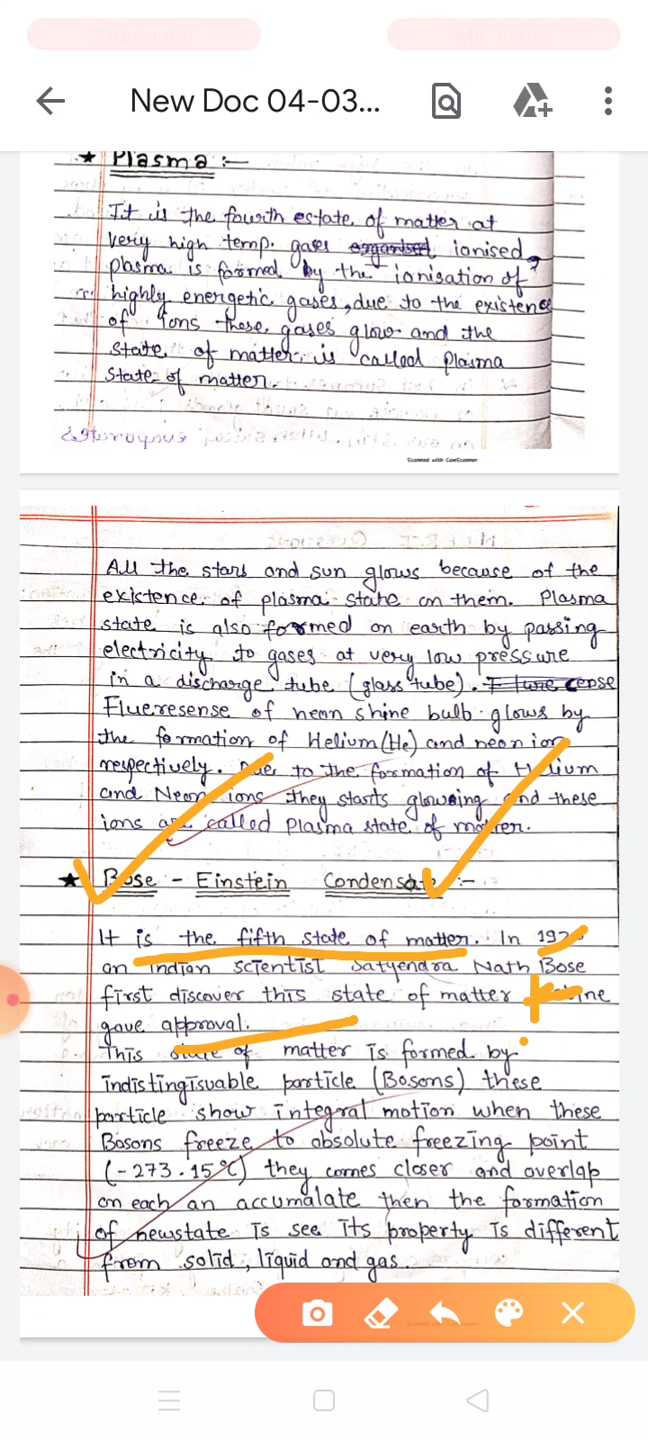 New Doc 04-03...
★ Plasma :-
It is the fourth estate of matter at
very high temp. gases ionised,
plasma is formed by the ionisation of
highly energetic gases, due to the existence
of ions these gases glow and the
state of matter is called plasma
state of matter.
Scanned with CamScanner
All the stars and sun glows because of the
existence of plasma state on them. Plasma
state is also formed on earth by passing
electricity to gases at very low pressure
in a discharge tube (glass tube).
Flueresense of neon shine bulb glows by
the formation of Helium (He) and neon ion
respectively. Due to the formation of Helium
and Neon ions they starts glowing and these
ions are called Plasma state of matter.
★ Bose - Einstein Condensate :-
It is the fifth state of matter. In
an indian scientist Satyendra Nath Bose
first discover this state of matter
gave approval.
This state of matter is formed by
indistingisuable particle (Bosons) these
particle show integral motion when these
Bosons freeze to absolute freezing point
(-273.15°C) they comes closer and overlap
on each an accumalate then the formation
of newstate is see its property is different
from solid, liquid and gas.